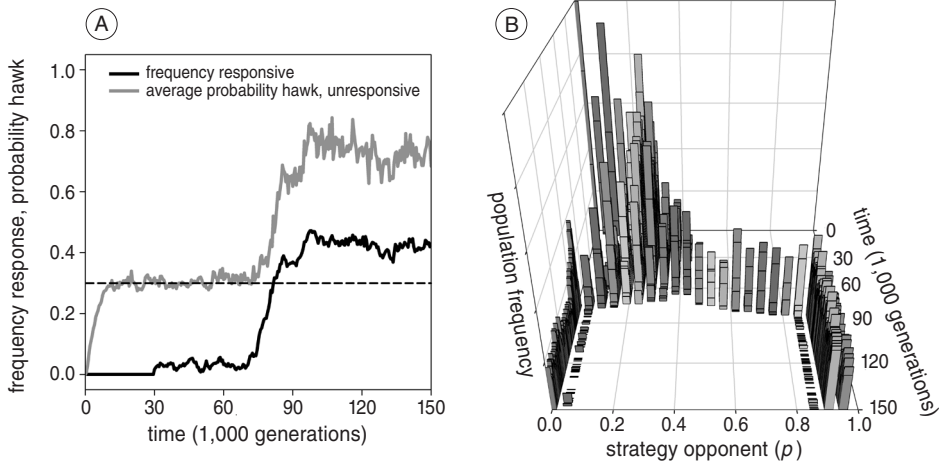 A
frequency response, probability hawk
1.0
0.8
0.6
0.4
0.2
0.0
frequency responsive
average probability hawk, unresponsive
0
30
60
90
120
150
time (1,000 generations)
B
population frequency
0
30
60
90
120
150
time (1,000 generations)
0.0
0.2
0.4
0.6
0.8
1.0
strategy opponent (p)